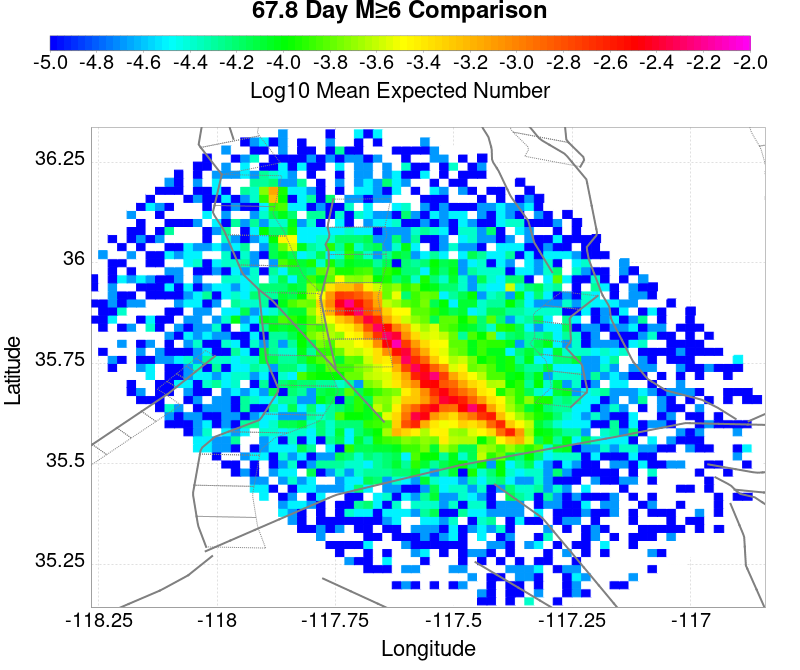 67.8 Day M≥6 Comparison
-5.0 -4.8 -4.6 -4.4 -4.2 -4.0 -3.8 -3.6 -3.4 -3.2 -3.0 -2.8 -2.6 -2.4 -2.2 -2.0
Log10 Mean Expected Number
36.25
36
35.75
35.5
35.25
Latitude
-118.25 -118 -117.75 -117.5 -117.25 -117
Longitude